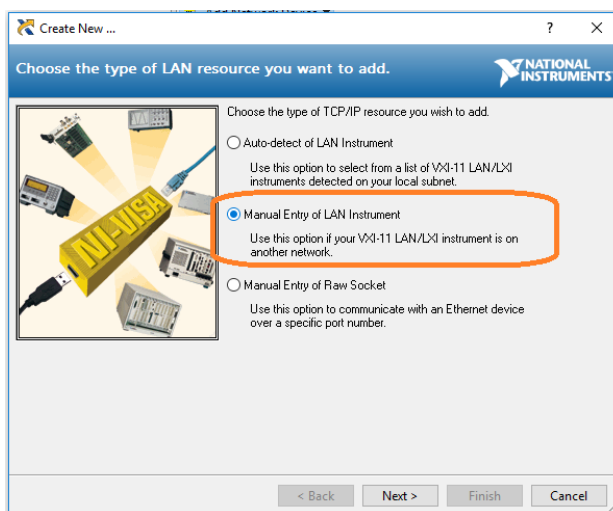 Create New ...
?
Choose the type of LAN resource you want to add.
NATIONAL
INSTRUMENTS
NI-VISA
Choose the type of TCP/IP resource you wish to add.
Auto-detect of LAN Instrument
Use this option to select from a list of VXI-11 LAN/LXI
instruments detected on your local subnet.
Manual Entry of LAN Instrument
Use this option if your VXI-11 LAN/LXI instrument is on
another network.
Manual Entry of Raw Socket
Use this option to communicate with an Ethernet device
over a specific port number.
< Back
Next >
Finish
Cancel